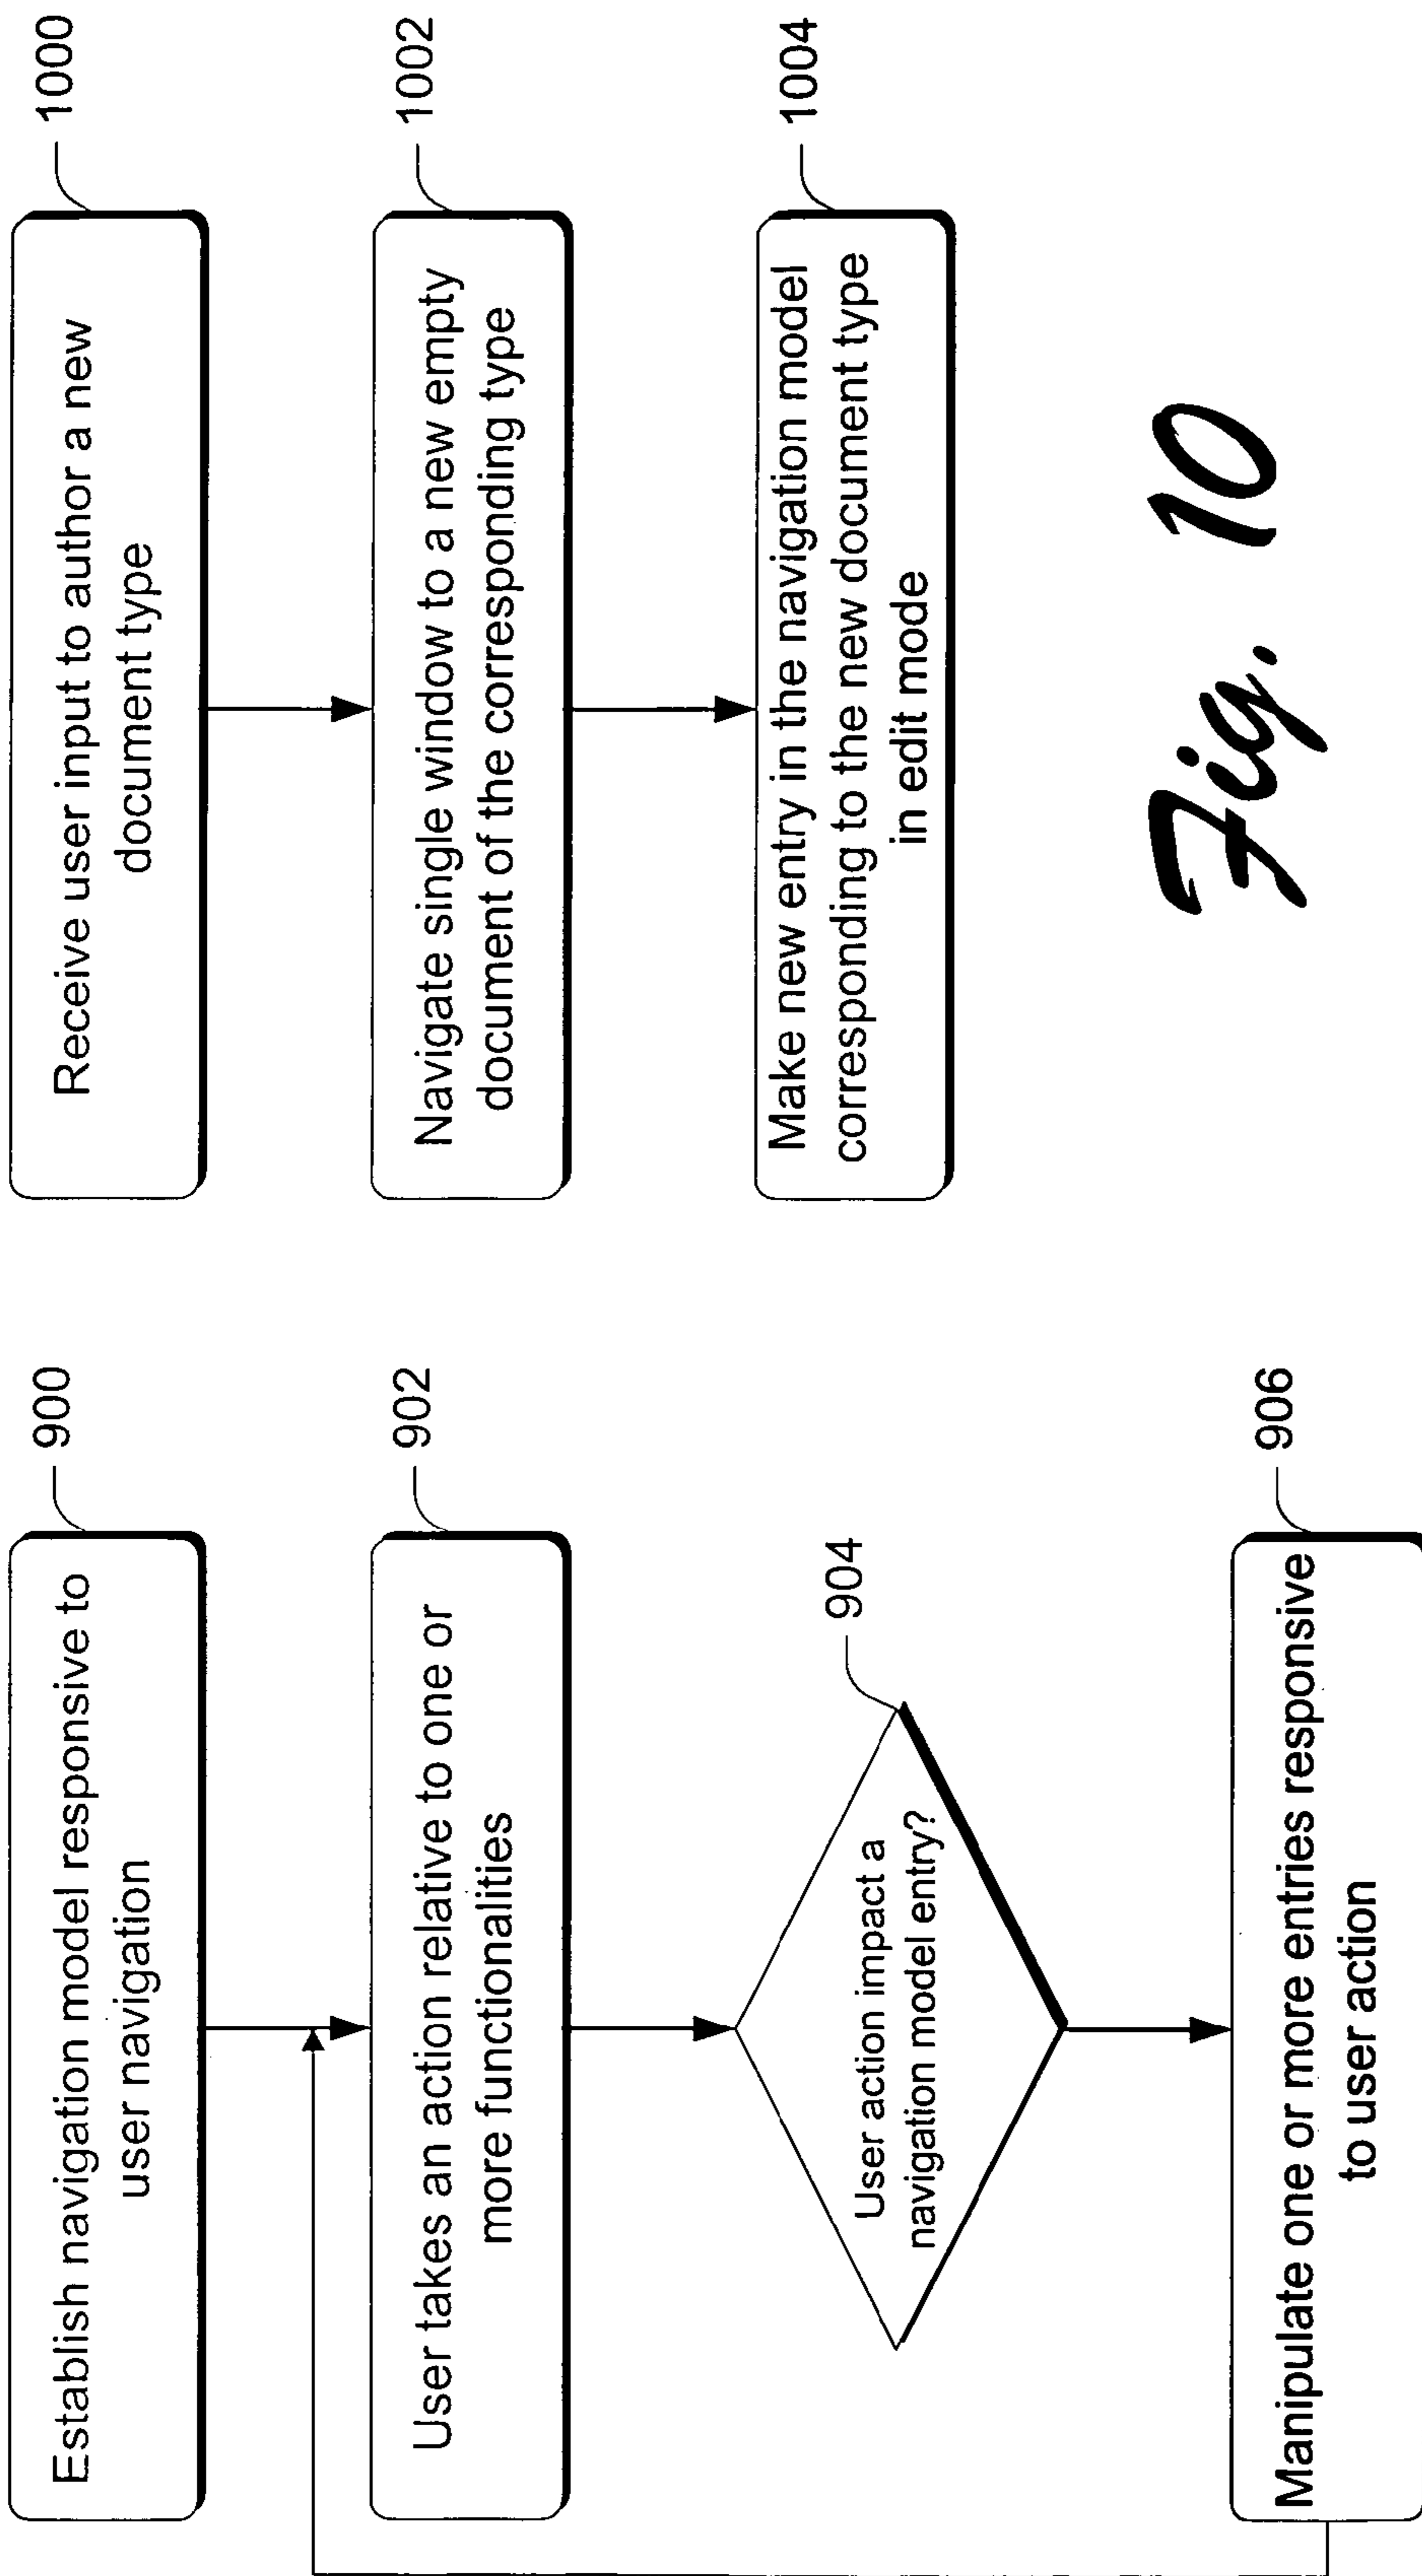 Establish navigation model responsive to
user navigation
900
User takes an action relative to one or
more functionalities
902
User action impact a
navigation model entry?
904
Manipulate one or more entries responsive
to user action
906
Receive user input to author a new
document type
1000
Navigate single window to a new empty
document of the corresponding type
1002
Make new entry in the navigation model
corresponding to the new document type
in edit mode
1004
Fig. 10